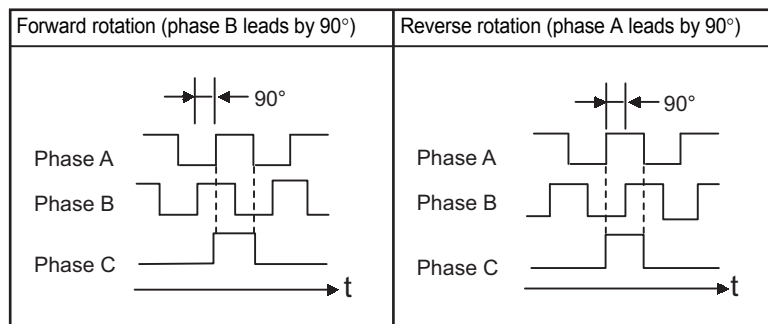 Forward rotation (phase B leads by 90°)
90°
Phase A
Phase B
Phase C
t
Reverse rotation (phase A leads by 90°)
90°
Phase A
Phase B
Phase C
t